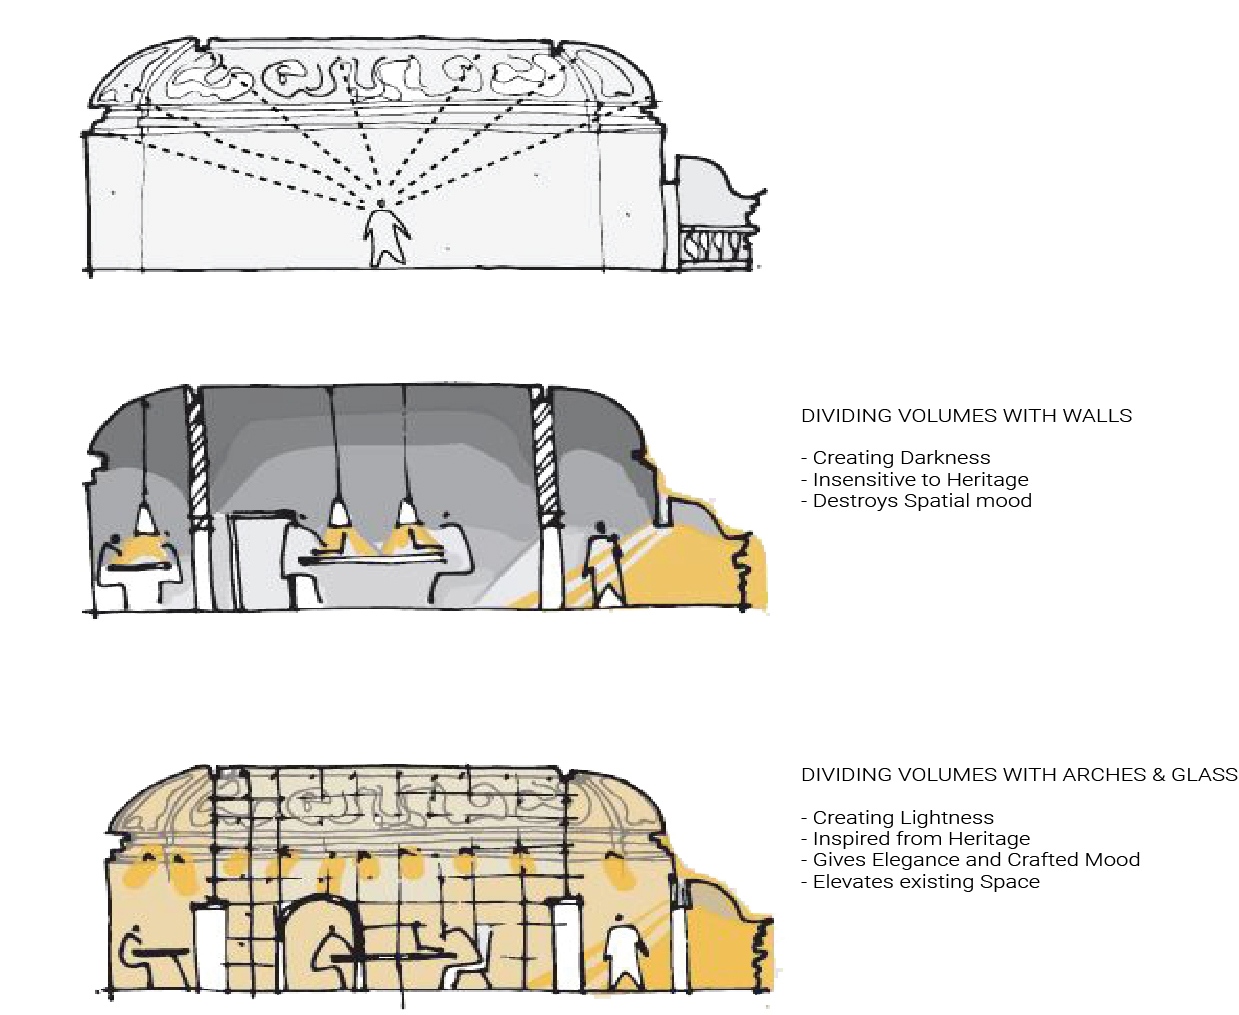 DIVIDING VOLUMES WITH WALLS
- Creating Darkness
- Insensitive to Heritage
- Destroys Spatial mood
DIVIDING VOLUMES WITH ARCHES & GLASS
- Creating Lightness
- Inspired from Heritage
- Gives Elegance and Crafted Mood
- Elevates existing Space